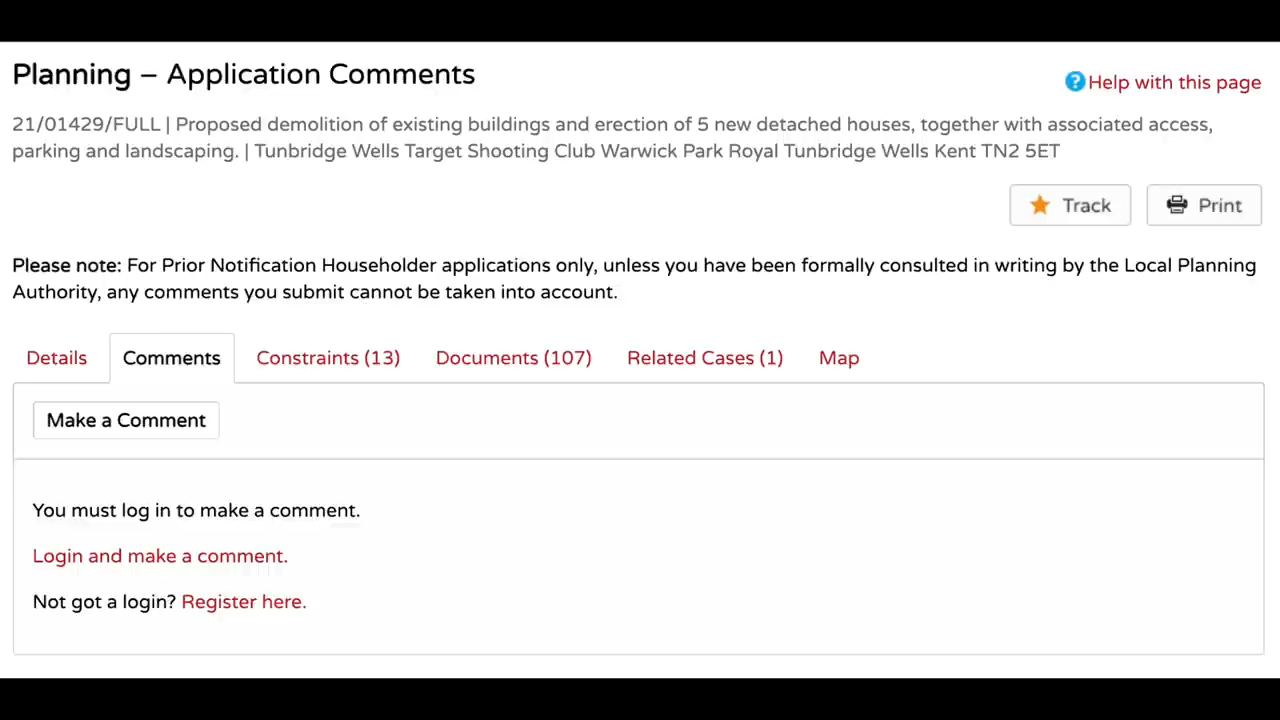 Planning – Application Comments
Help with this page
21/01429/FULL | Proposed demolition of existing buildings and erection of 5 new detached houses, together with associated access,
parking and landscaping. | Tunbridge Wells Target Shooting Club Warwick Park Royal Tunbridge Wells Kent TN2 5ET
Track
Print
Please note: For Prior Notification Householder applications only, unless you have been formally consulted in writing by the Local Planning
Authority, any comments you submit cannot be taken into account.
Details Comments Constraints (13) Documents (107) Related Cases (1) Map
Make a Comment
You must log in to make a comment.
Login and make a comment.
Not got a login? Register here.